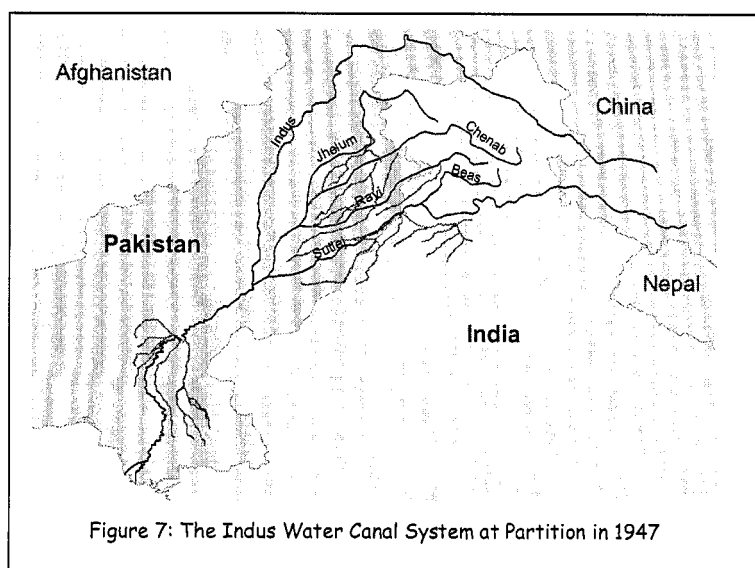 Afghanistan
China
Indus
Jhelum
Chenab
Beas
Ravi
Sutlej
Pakistan
Nepal
India
Figure 7: The Indus Water Canal System at Partition in 1947